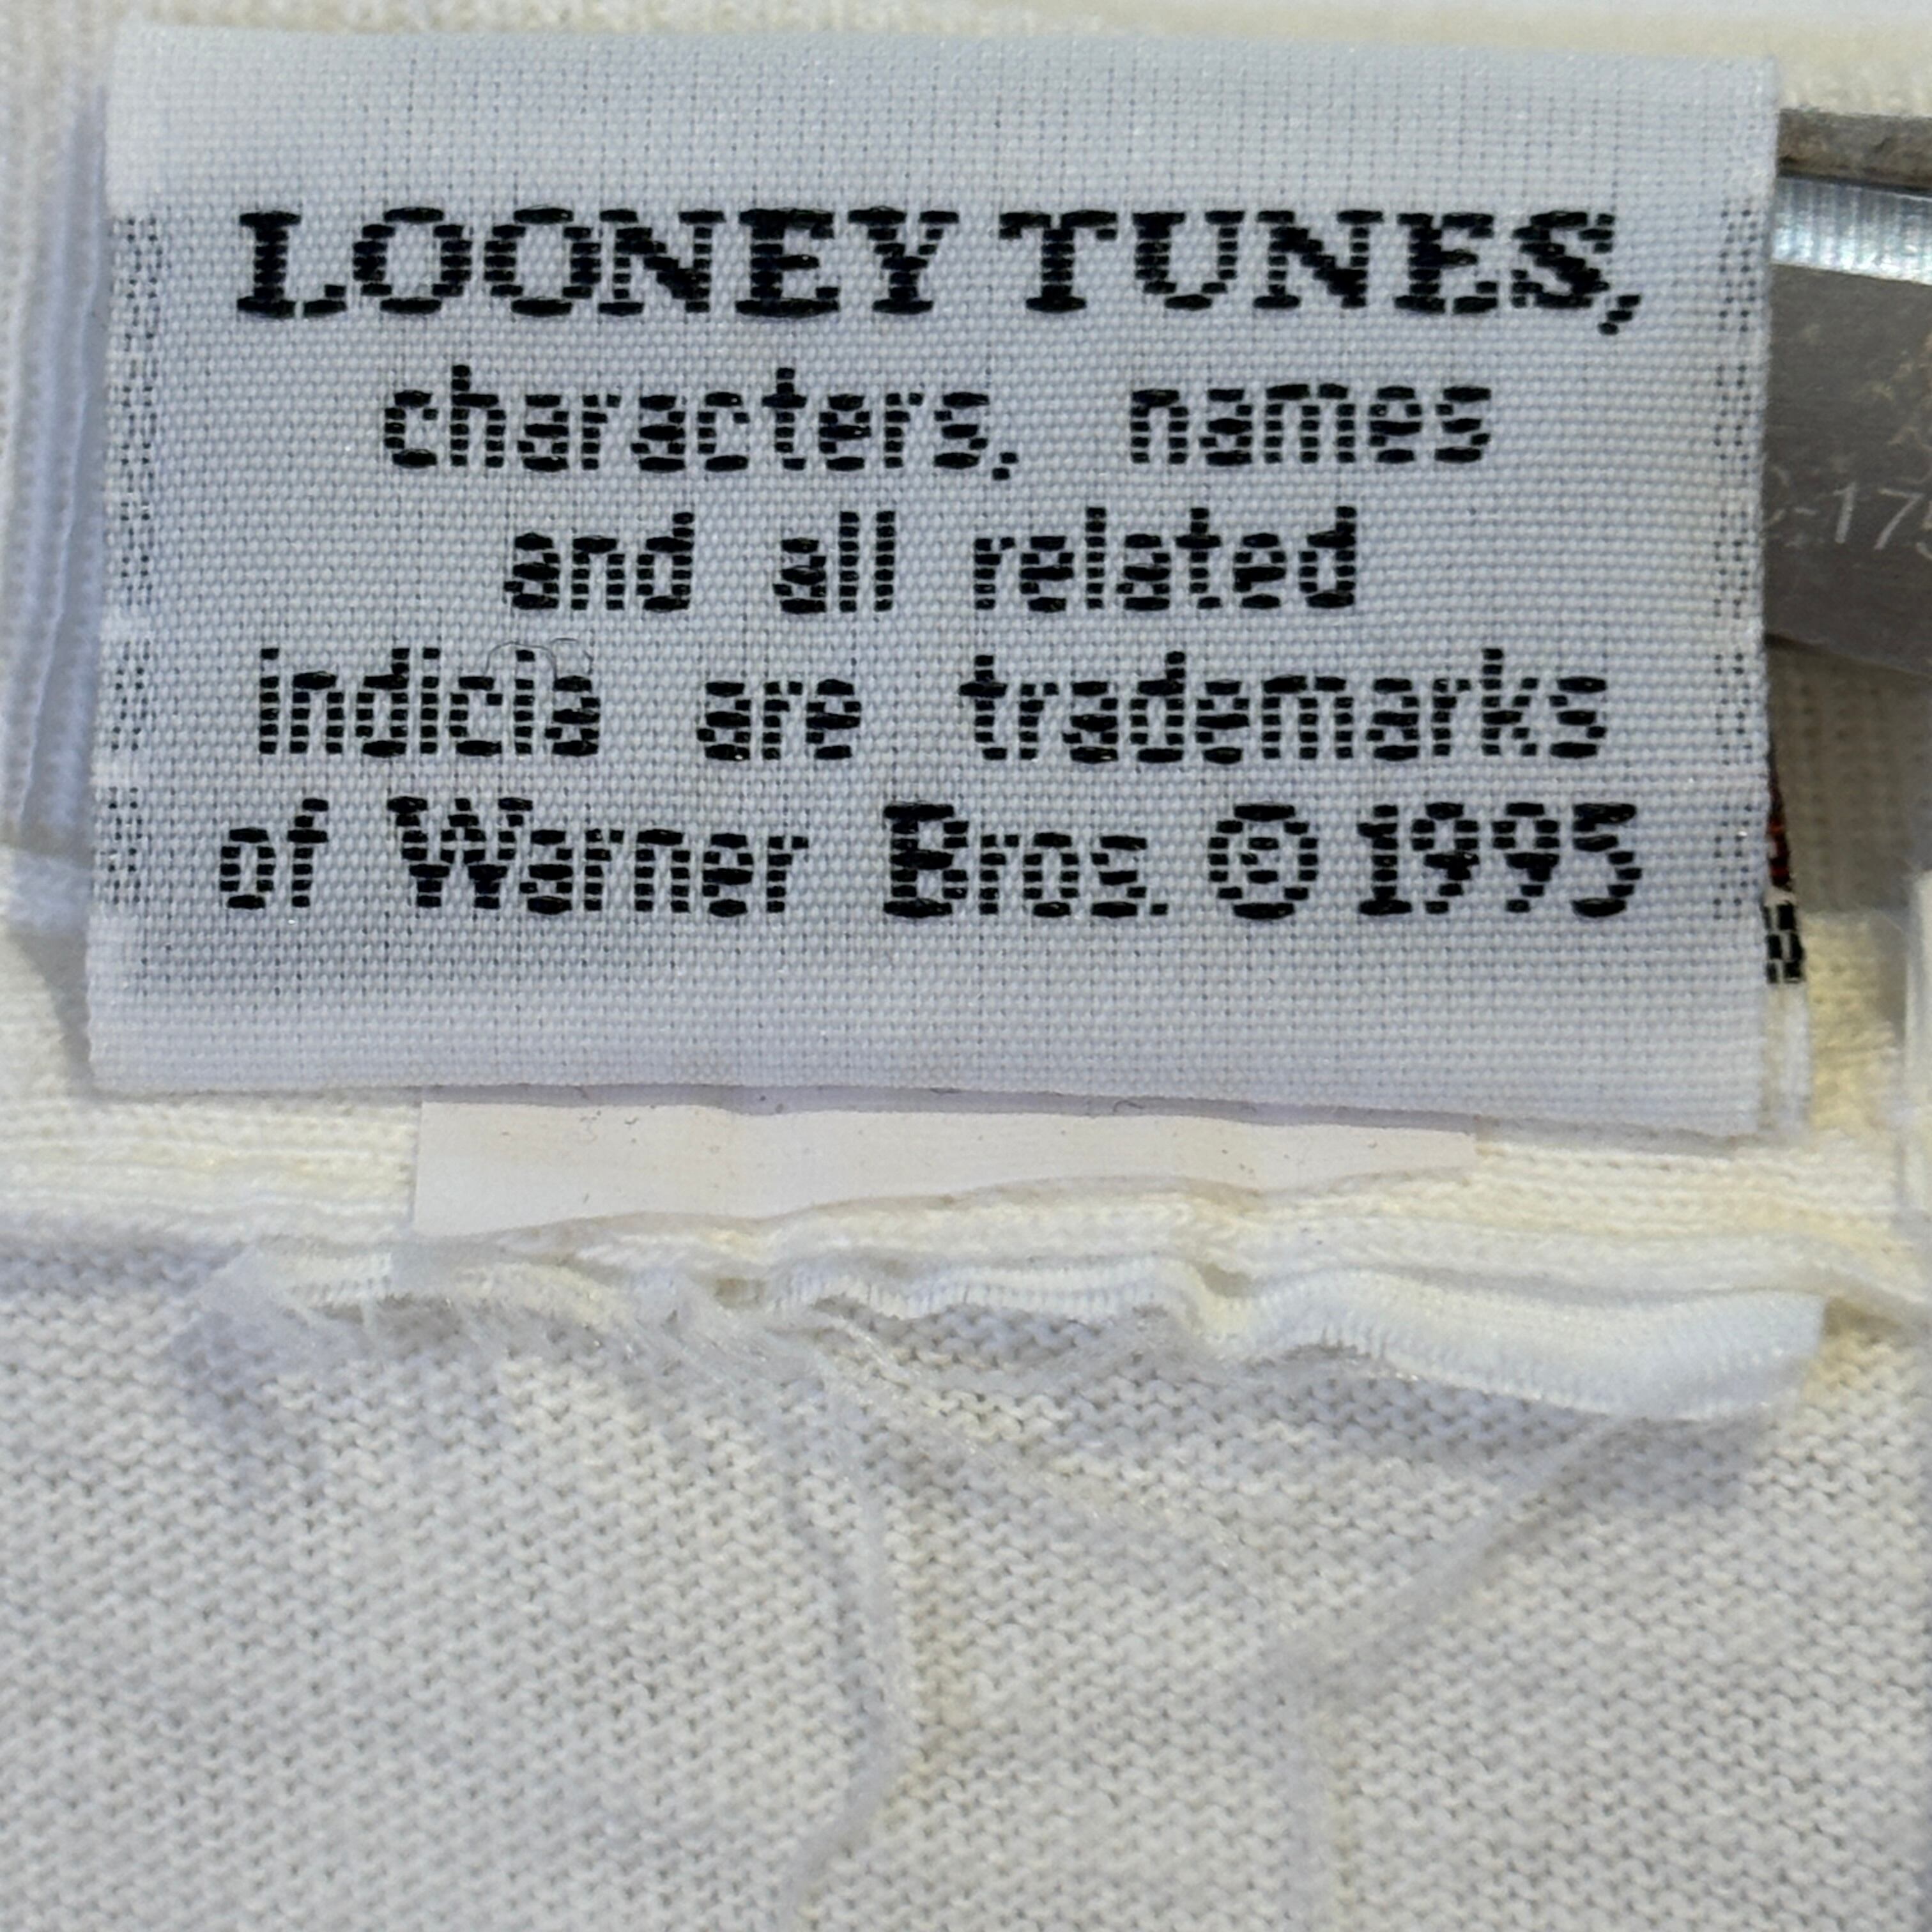 LOONEY TUNES,
characters, names
and all related
indicia are trademarks
of Warner Bros. © 1995